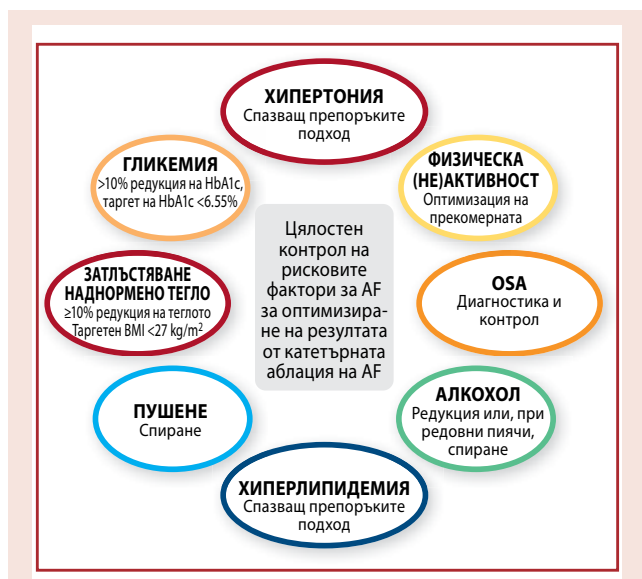 ХИПЕРТОНИЯ
Спазващ препоръките
подход
ГЛИКЕМИЯ
>10% редукция на HbA1c,
таргет на HbA1c <6.55%
ФИЗИЧЕСКА
(НЕ)АКТИВНОСТ
Оптимизация на
прекомерната
Цялостен
контрол на
рисковите
фактори за AF
за оптимизира-
не на резултата
от катетърната
аблация на AF
ЗАТЛЪСТЯВАНЕ
НАДНОРМЕНО ТЕГЛО
≥10% редукция на теглото
Таргетен BMI <27 kg/m²
OSA
Диагностика и
контрол
ПУШЕНЕ
Спиране
АЛКОХОЛ
Редукция или, при
редовни пиячи,
спиране
ХИПЕРЛИПИДЕМИЯ
Спазващ препоръките
подход